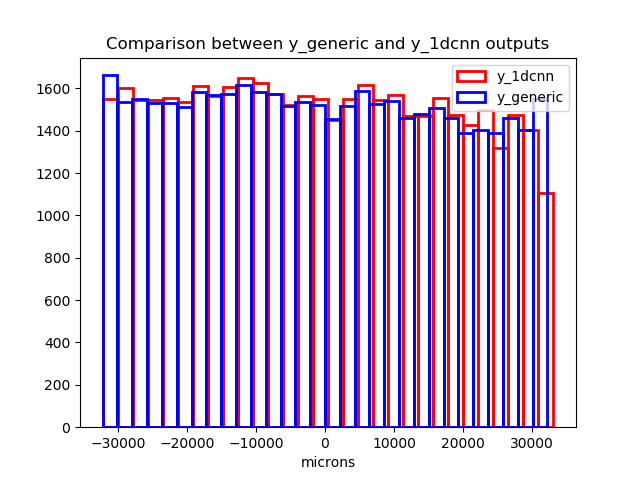 Comparison between y_generic and y_1dcnn outputs
y_1dcnn
y_generic
1600
1400
1200
1000
800
600
400
200
0
−30000 −20000 −10000 0 10000 20000 30000
microns